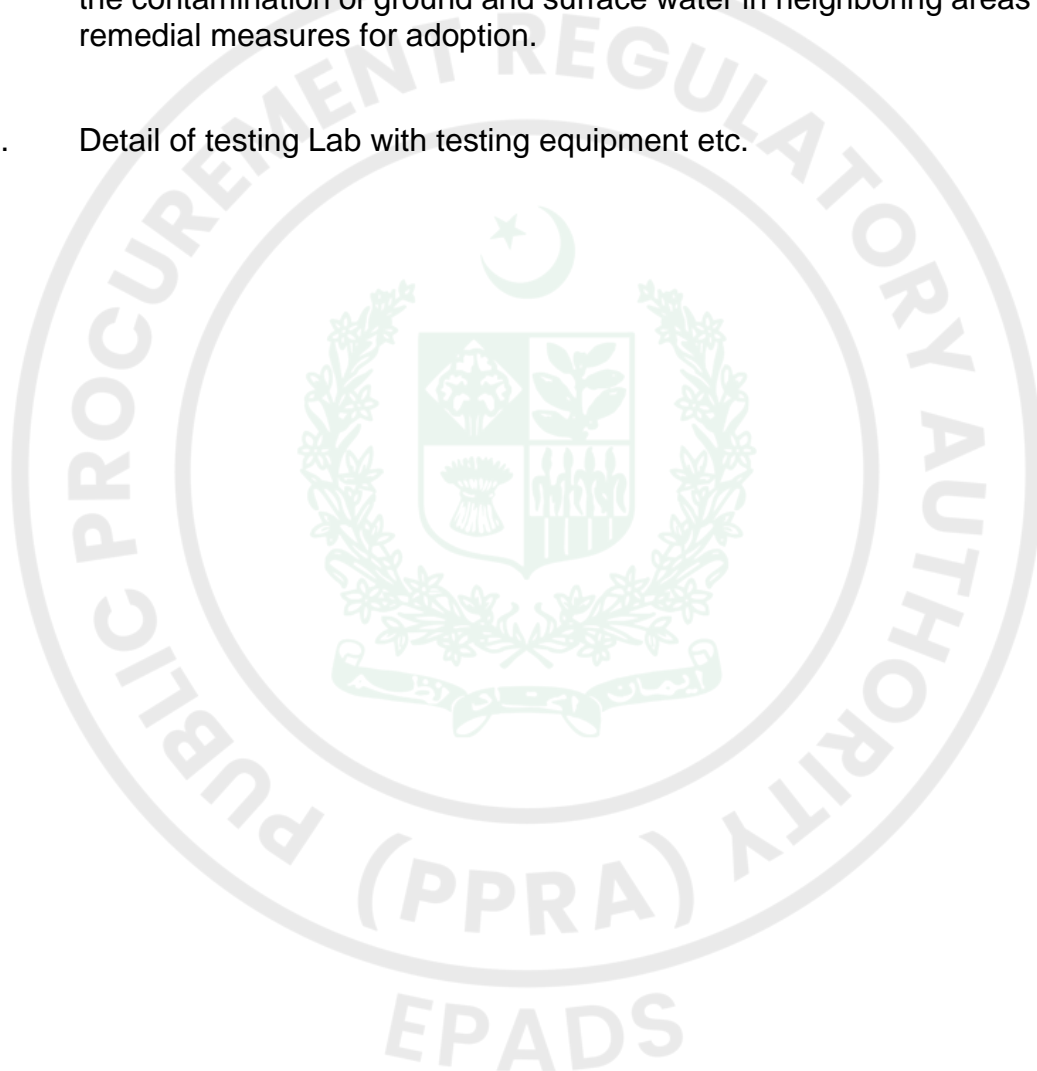 the contamination of ground and surface water in neighboring areas
remedial measures for adoption.
. Detail of testing Lab with testing equipment etc.
PUBLIC PROCUREMENT REGULATORY AUTHORITY
(PPRA)
EPADS